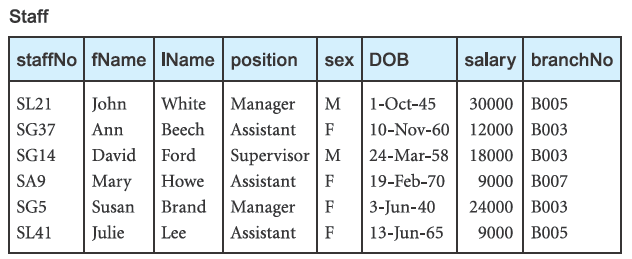 Staff
staffNo fName lName position sex DOB salary branchNo
SL21 John White Manager M 1-Oct-45 30000 B005
SG37 Ann Beech Assistant F 10-Nov-60 12000 B003
SG14 David Ford Supervisor M 24-Mar-58 18000 B003
SA9 Mary Howe Assistant F 19-Feb-70 9000 B007
SG5 Susan Brand Manager F 3-Jun-40 24000 B003
SL41 Julie Lee Assistant F 13-Jun-65 9000 B005